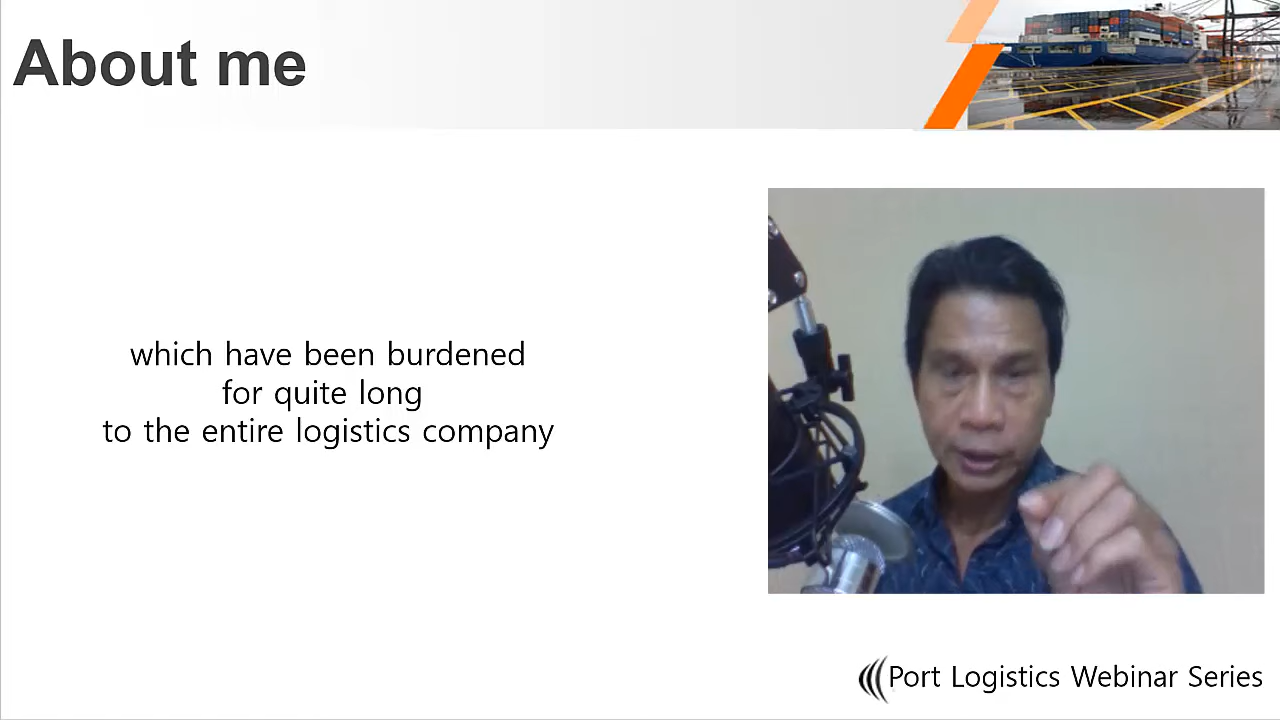 About me
which have been burdened
for quite long
to the entire logistics company
Port Logistics Webinar Series